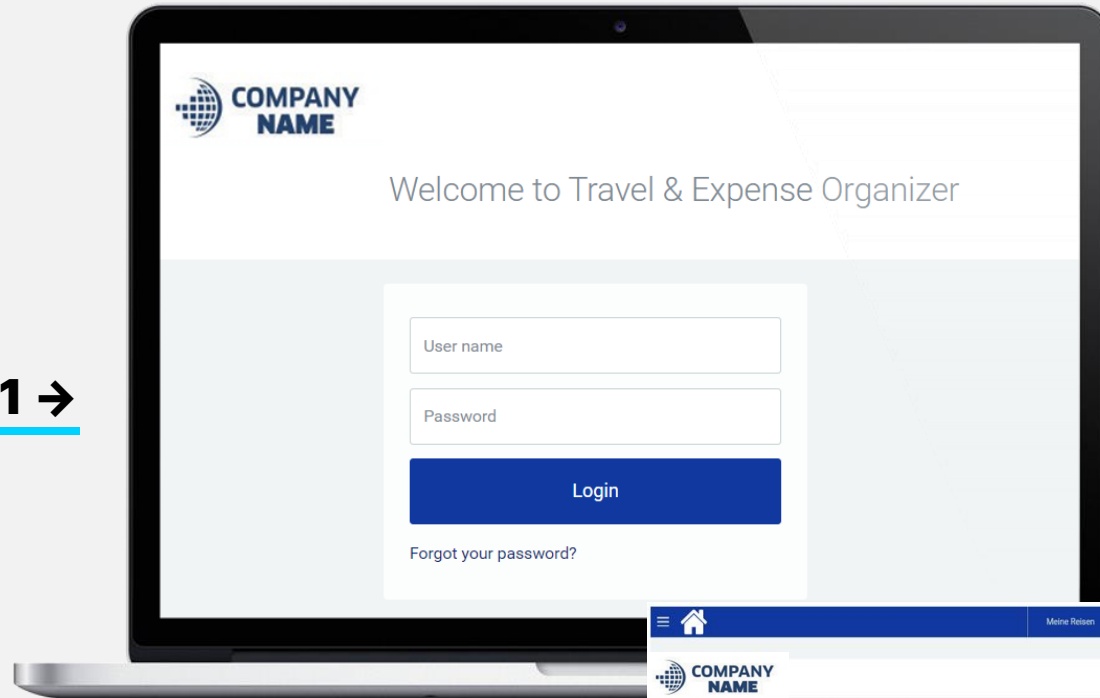 COMPANY
NAME
Welcome to Travel & Expense Organizer
User name
Password
Login
Forgot your password?
1 →
Meine Reisen
COMPANY
NAME